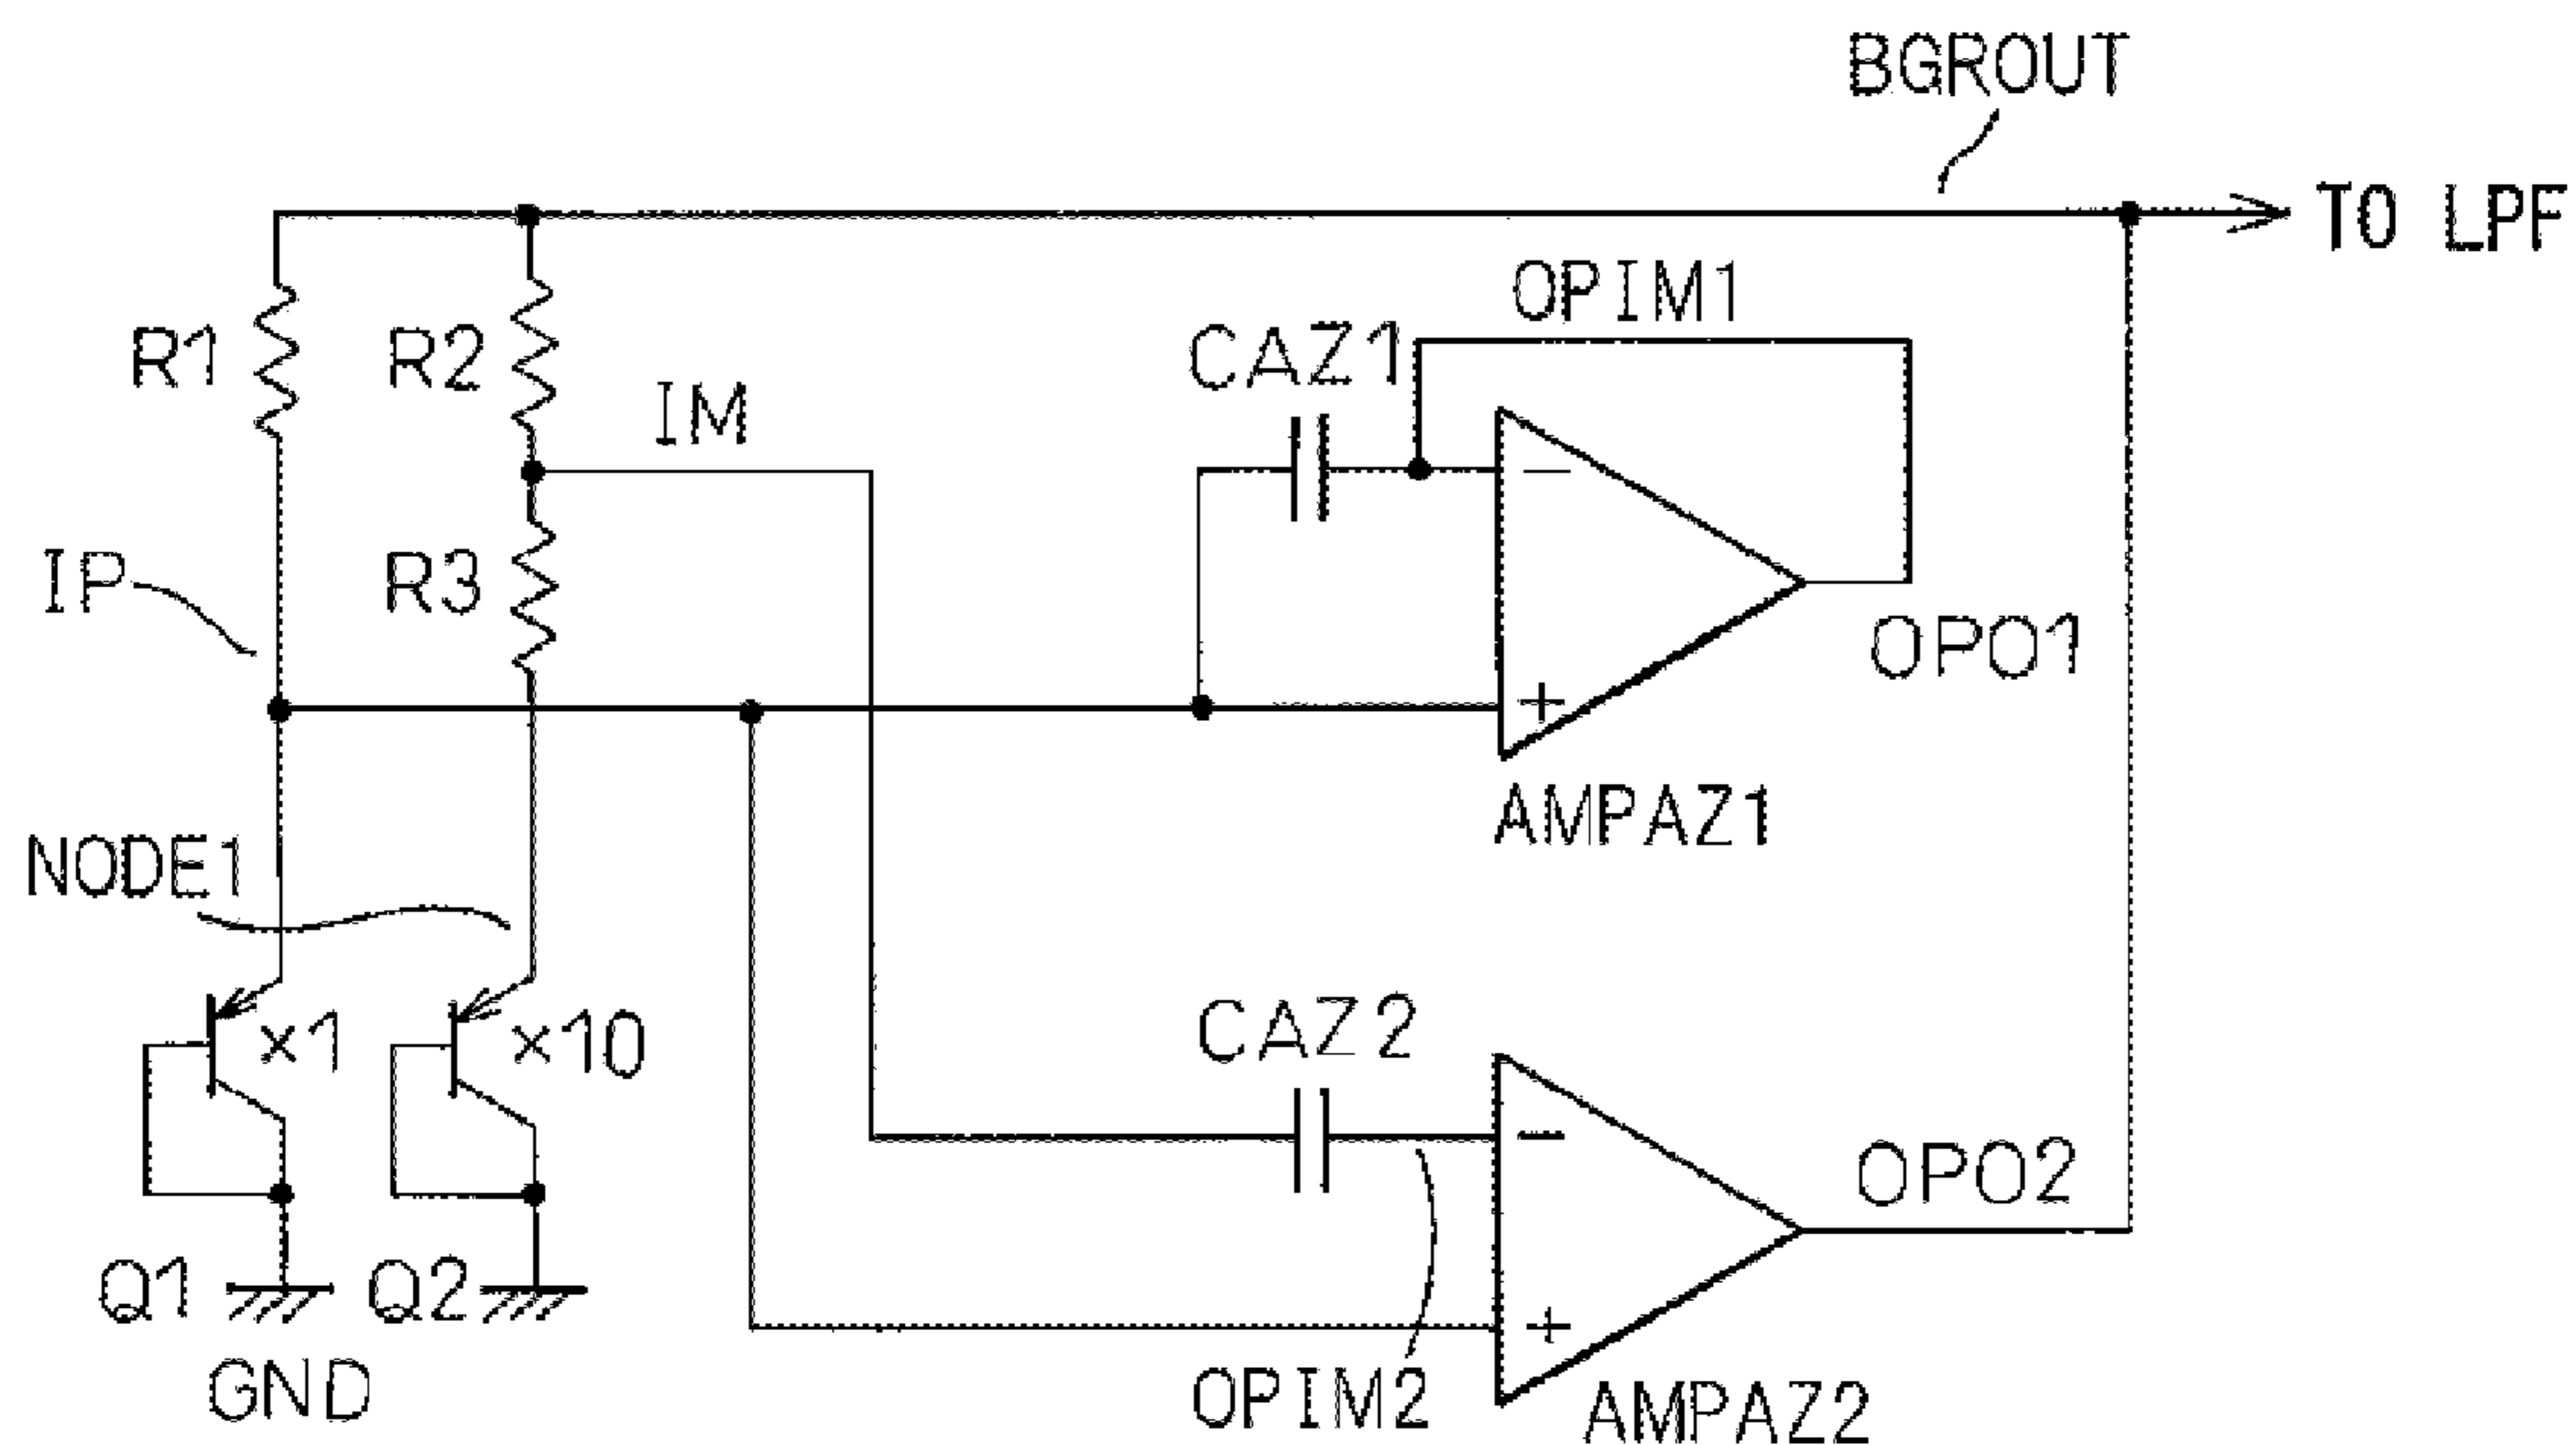 BGROUT
TO LPF
OPIM1
CAZ1
R1
R2
IM
−
IP
R3
OPO1
+
AMPAZ1
NODE1
×1
×10
CAZ2
−
OPO2
Q1
Q2
+
GND
OPIM2
AMPAZ2